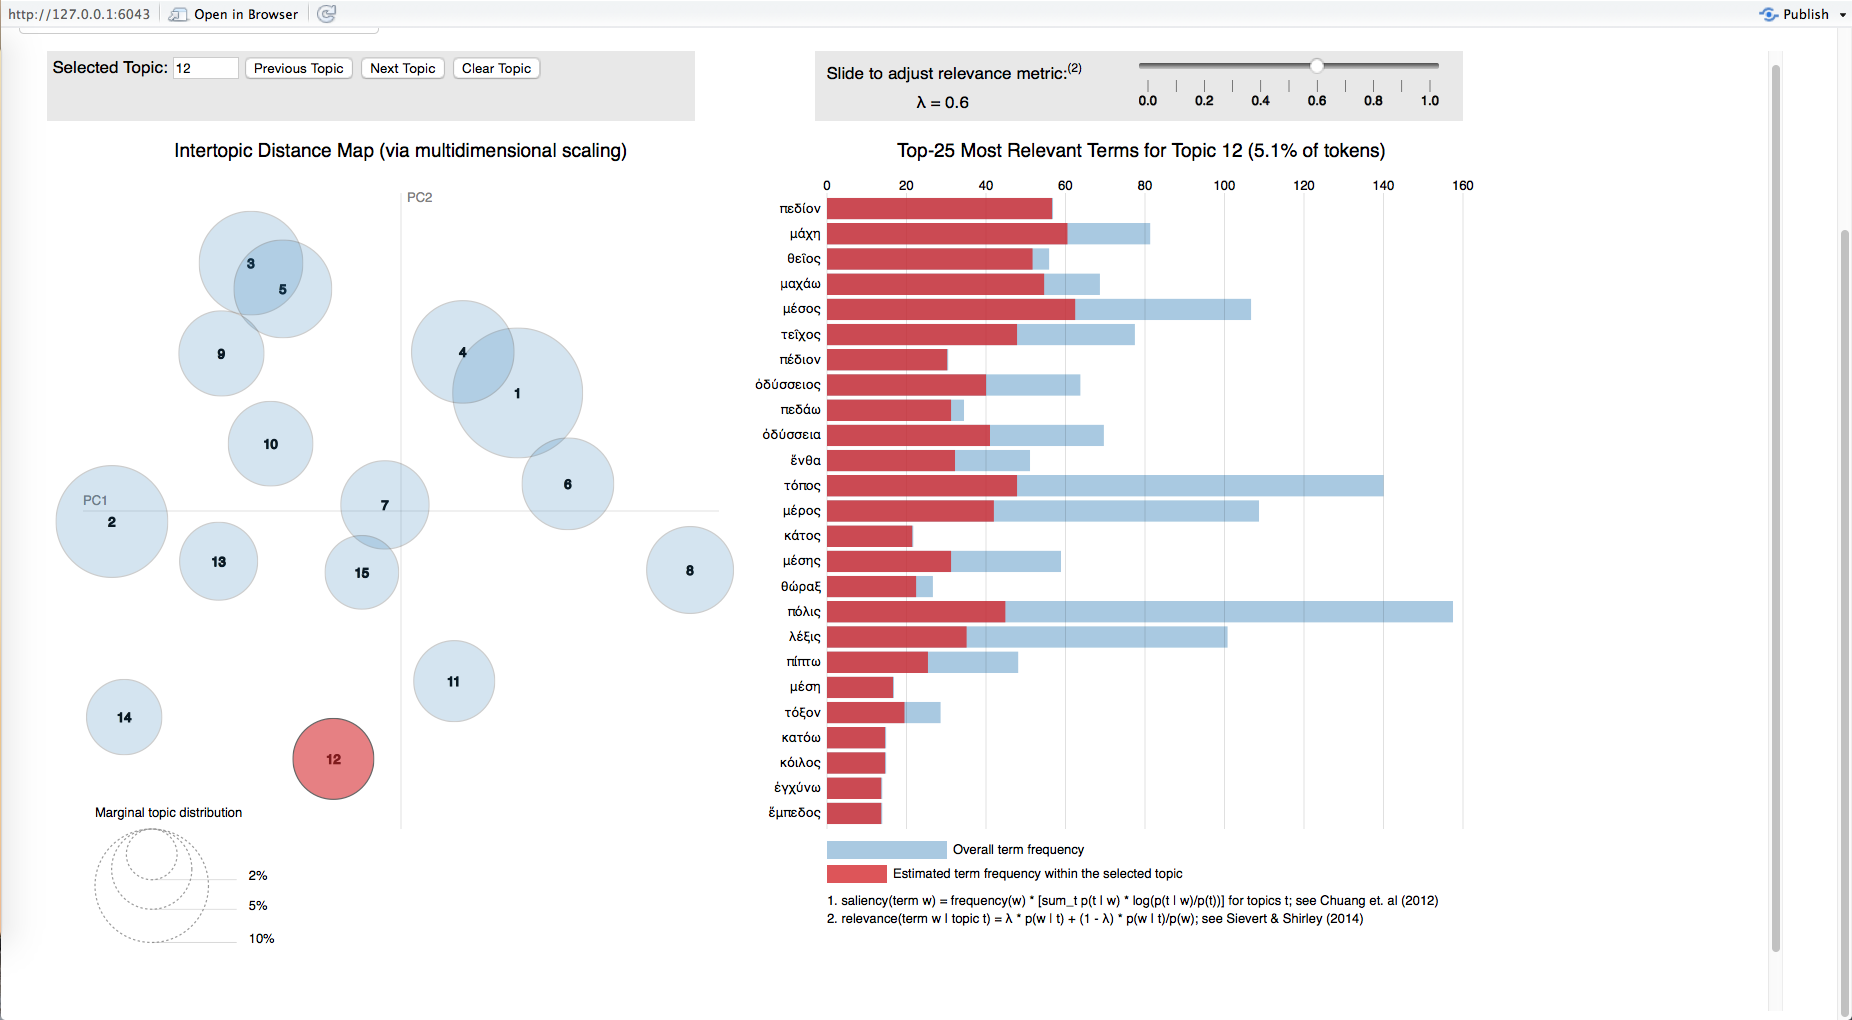 http://127.0.0.1:6043 Open in Browser Publish
Selected Topic: 12 Previous Topic Next Topic Clear Topic
Slide to adjust relevance metric:(2)
λ = 0.6
0.0 0.2 0.4 0.6 0.8 1.0
Intertopic Distance Map (via multidimensional scaling)
PC2
PC1
3
5
9
4
1
10
6
7
2
13
15
8
11
14
12
Marginal topic distribution
2%
5%
10%
Top-25 Most Relevant Terms for Topic 12 (5.1% of tokens)
0 20 40 60 80 100 120 140 160
πεδίον
μάχη
θεῖος
μαχάω
μέσος
τεῖχος
πέδιον
ὀδύσσειος
πεδάω
ὀδύσσεια
ἔνθα
τόπος
μέρος
κάτος
μέσης
θώραξ
πόλις
λέξις
πίπτω
μέση
τόξον
κατόω
κόιλος
ἐγχύνω
ἔμπεδος
Overall term frequency
Estimated term frequency within the selected topic
1. saliency(term w) = frequency(w) * [sum_t p(t | w) * log(p(t | w)/p(t))] for topics t; see Chuang et. al (2012)
2. relevance(term w | topic t) = λ * p(w | t) + (1 - λ) * p(w | t)/p(w); see Sievert & Shirley (2014)